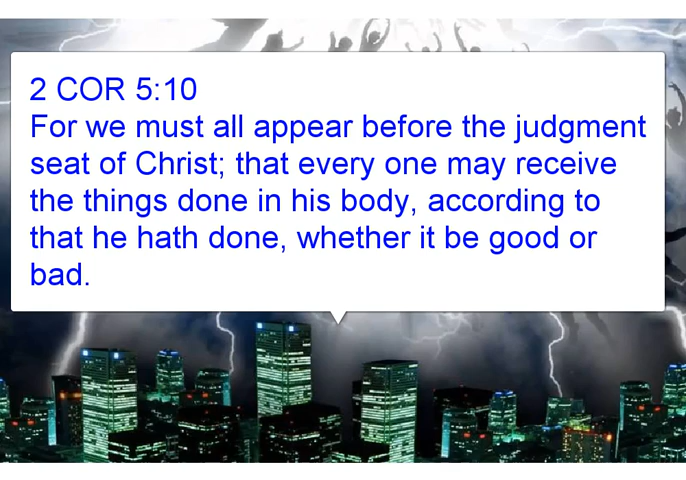 2 COR 5:10
For we must all appear before the judgment
seat of Christ; that every one may receive
the things done in his body, according to
that he hath done, whether it be good or
bad.